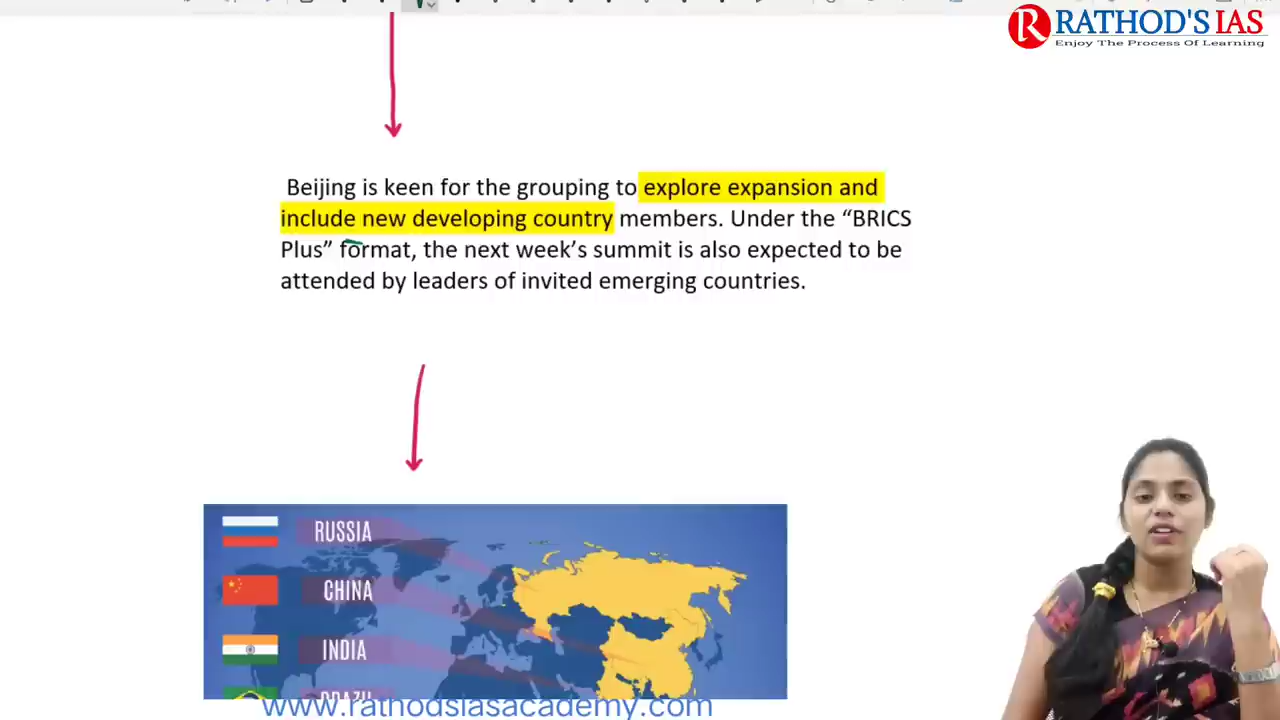 RATHOD'S IAS
Enjoy The Process Of Learning
Beijing is keen for the grouping to explore expansion and
include new developing country members. Under the “BRICS
Plus” format, the next week’s summit is also expected to be
attended by leaders of invited emerging countries.
RUSSIA
CHINA
INDIA
www.rathodsiasacademy.com